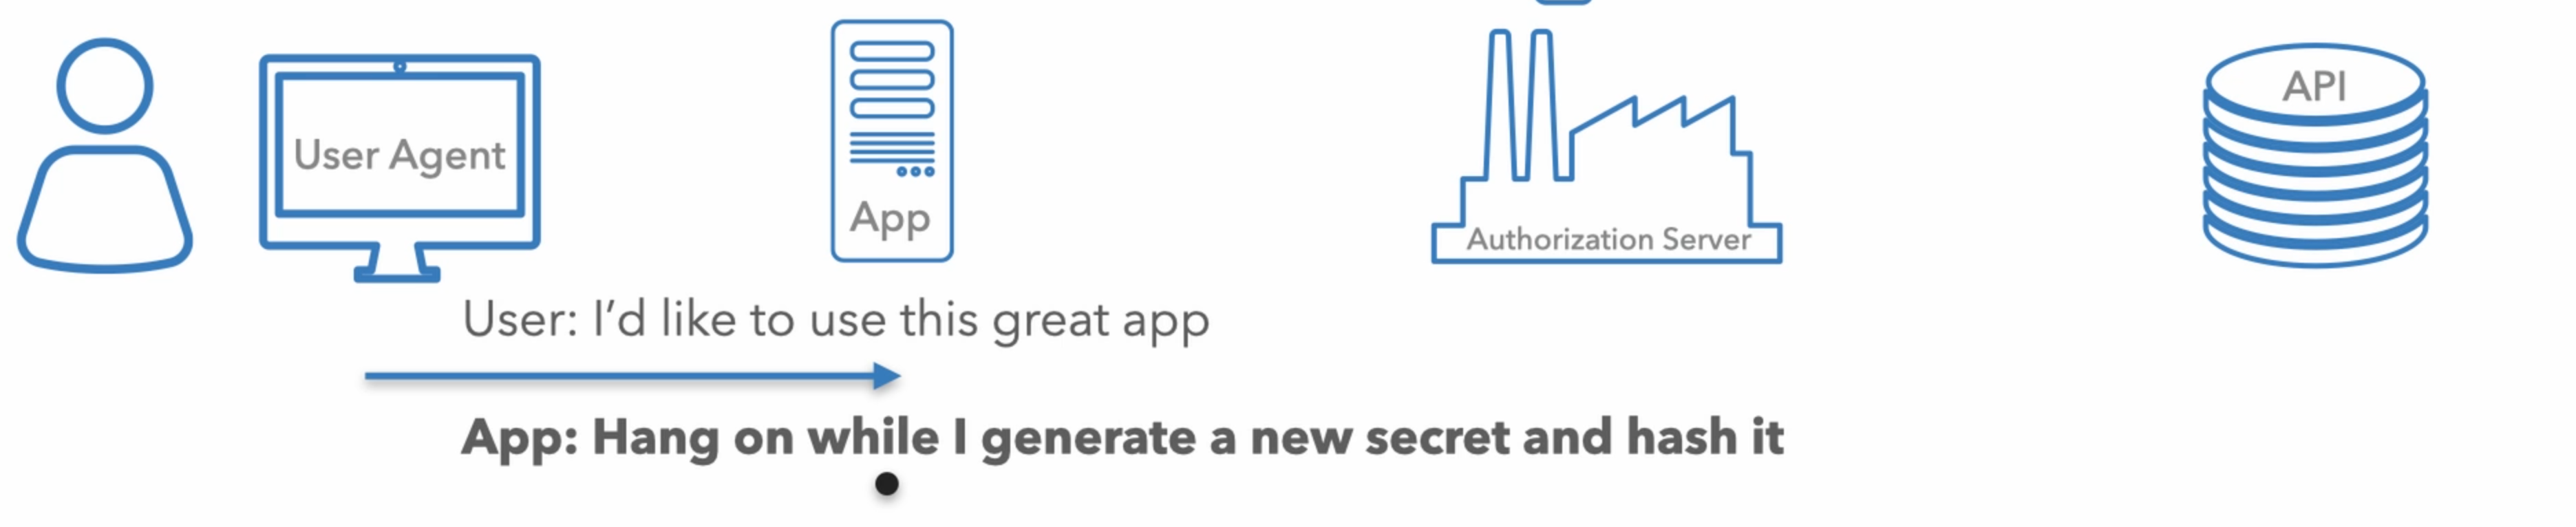 User Agent
App
Authorization Server
API
User: I’d like to use this great app
App: Hang on while I generate a new secret and hash it